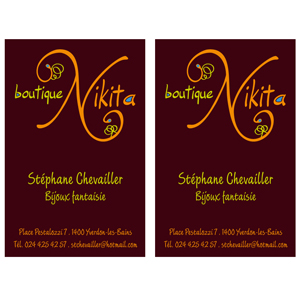 boutique Nikita
Stéphane Chevailler
Bijoux fantaisie
Place Pestalozzi 7 . 1400 Yverdon-les-Bains
Tél. 024 425 42 57 . stchevailler@hotmail.com
boutique Nikita
Stéphane Chevailler
Bijoux fantaisie
Place Pestalozzi 7 . 1400 Yverdon-les-Bains
Tél. 024 425 42 57 . stchevailler@hotmail.com